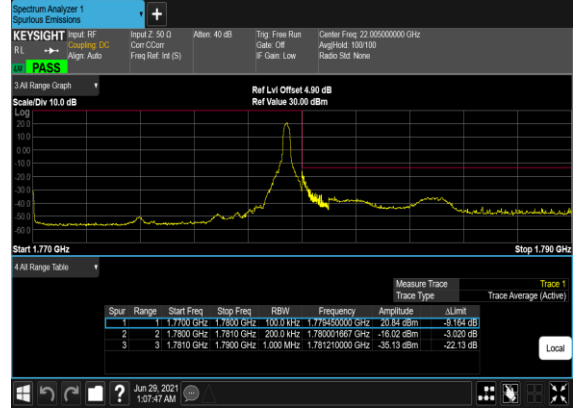 Spectrum Analyzer 1
Spurious Emissions
KEYSIGHT Input: RF Input Z: 50 Ω Atten: 40 dB Trig: Free Run Center Freq: 22.005000000 GHz
RL Coupling: DC Corr CCorr Gate: Off Avg|Hold: 100/100
Align: Auto Freq Ref: Int (S) IF Gain: Low Radio Std: None
PASS
3 All Range Graph
Ref Lvl Offset 4.90 dB
Scale/Div 10.0 dB Ref Value 30.00 dBm
Log
20.0
10.0
0.00
-10.0
-20.0
-30.0
-40.0
-50.0
-60.0
Start 1.770 GHz Stop 1.790 GHz
4 All Range Table
Measure Trace Trace 1
Trace Type Trace Average (Active)
Spur Range Start Freq Stop Freq RBW Frequency Amplitude ΔLimit
1 1 1.7700 GHz 1.7800 GHz 100.0 kHz 1.779450000 GHz 20.84 dBm -9.164 dB
2 2 1.7800 GHz 1.7810 GHz 200.0 kHz 1.780001667 GHz -16.02 dBm -3.020 dB
3 3 1.7810 GHz 1.7900 GHz 1.000 MHz 1.781210000 GHz -35.13 dBm -22.13 dB
Local
? Jun 29, 2021
1:07:47 AM